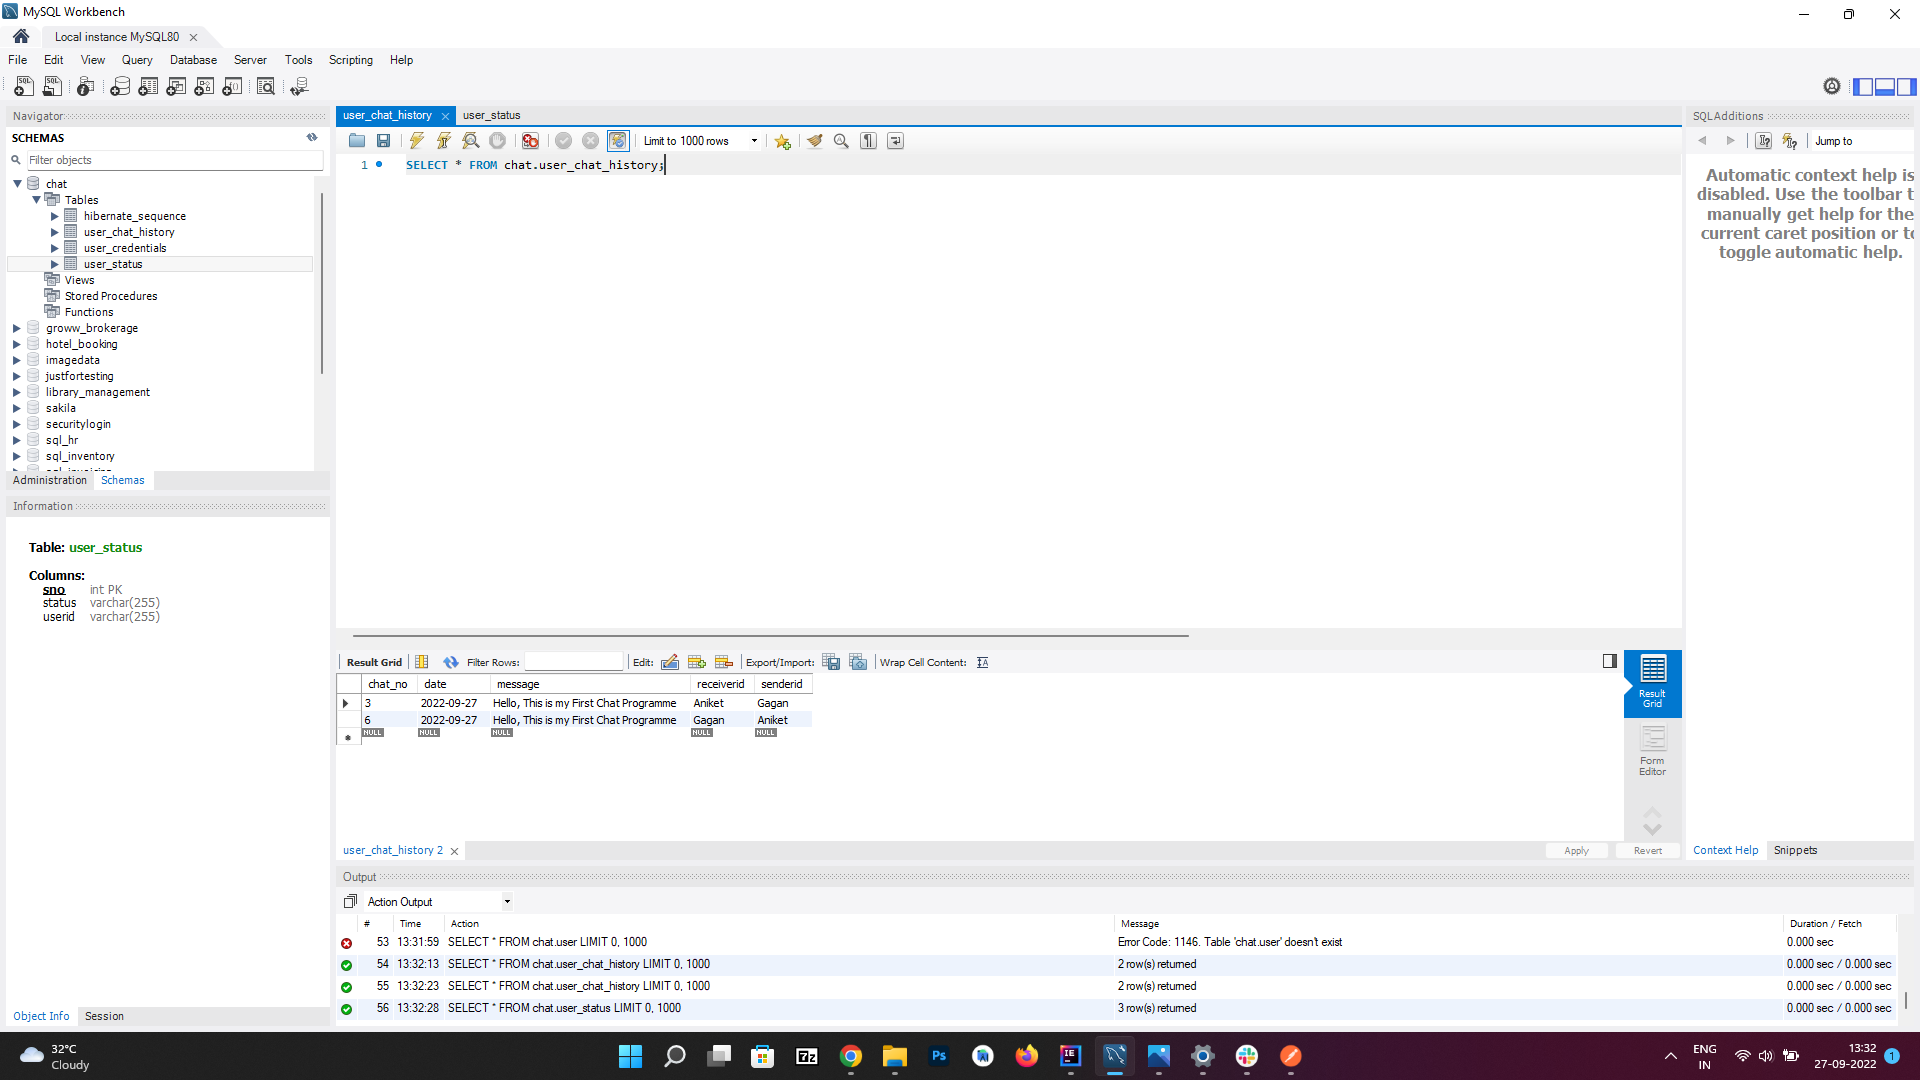 MySQL Workbench
Local instance MySQL80
File Edit View Query Database Server Tools Scripting Help
Navigator
SCHEMAS
Filter objects
chat
Tables
hibernate_sequence
user_chat_history
user_credentials
user_status
Views
Stored Procedures
Functions
groww_brokerage
hotel_booking
imagedata
justfortesting
library_management
sakila
securitylogin
sql_hr
sql_inventory
Administration Schemas
Information
Table: user_status
Columns:
sno int PK
status varchar(255)
userid varchar(255)
Object Info Session
user_chat_history user_status
Limit to 1000 rows
1 SELECT * FROM chat.user_chat_history;
Result Grid Filter Rows: Edit: Export/Import: Wrap Cell Content:
chat_no date message receiverid senderid
3 2022-09-27 Hello, This is my First Chat Programme Aniket Gagan
6 2022-09-27 Hello, This is my First Chat Programme Gagan Aniket
NULL NULL NULL NULL NULL
Result
Grid
Form
Editor
user_chat_history 2
Apply Revert
SQLAdditions
Jump to
Automatic context help is
disabled. Use the toolbar t
manually get help for the
current caret position or to
toggle automatic help.
Context Help Snippets
Output
Action Output
# Time Action Message Duration / Fetch
53 13:31:59 SELECT * FROM chat.user LIMIT 0, 1000 Error Code: 1146. Table 'chat.user' doesn't exist 0.000 sec
54 13:32:13 SELECT * FROM chat.user_chat_history LIMIT 0, 1000 2 row(s) returned 0.000 sec / 0.000 sec
55 13:32:23 SELECT * FROM chat.user_chat_history LIMIT 0, 1000 2 row(s) returned 0.000 sec / 0.000 sec
56 13:32:28 SELECT * FROM chat.user_status LIMIT 0, 1000 3 row(s) returned 0.000 sec / 0.000 sec
32°C
Cloudy
7z
Ps
IE
ENG
IN
13:32
27-09-2022
1